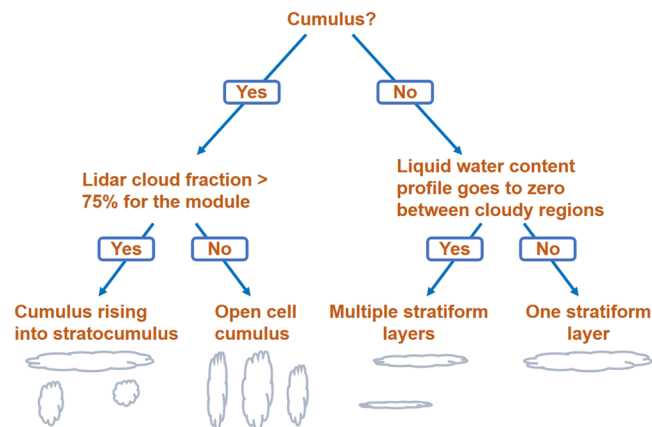 Cumulus?
Yes
No
Lidar cloud fraction >
75% for the module
Liquid water content
profile goes to zero
between cloudy regions
Yes
No
Yes
No
Cumulus rising
into stratocumulus
Open cell
cumulus
Multiple stratiform
layers
One stratiform
layer